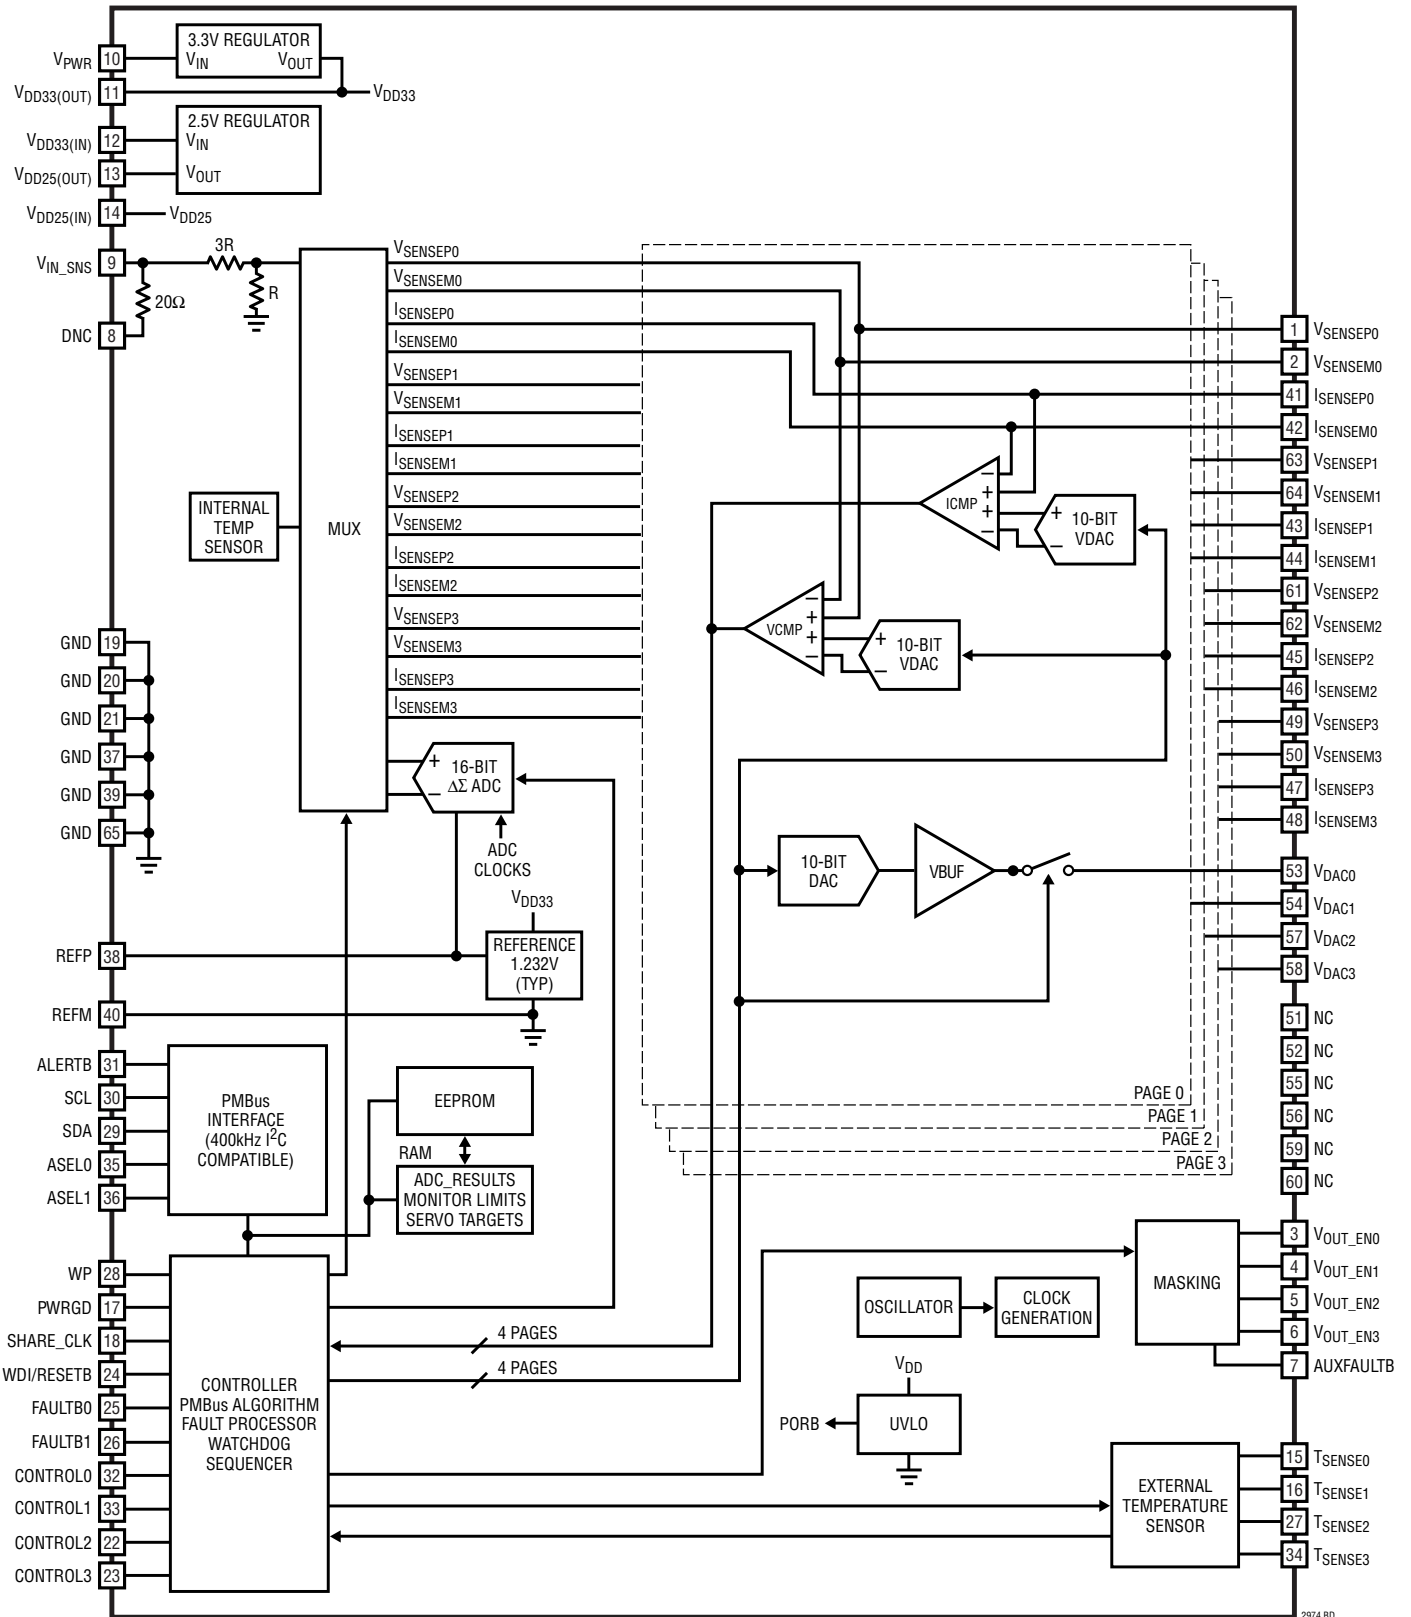 3.3V REGULATOR
VIN VOUT
VPWR 10
VDD33(OUT) 11
VDD33
2.5V REGULATOR
VIN
VOUT
VDD33(IN) 12
VDD25(OUT) 13
VDD25(IN) 14
VDD25
VIN_SNS 9
3R
R
20Ω
DNC 8
INTERNAL
TEMP
SENSOR
MUX
VSENSEP0
VSENSEM0
ISENSEP0
ISENSEM0
VSENSEP1
VSENSEM1
ISENSEP1
ISENSEM1
VSENSEP2
VSENSEM2
ISENSEP2
ISENSEM2
VSENSEP3
VSENSEM3
ISENSEP3
ISENSEM3
GND 19
GND 20
GND 21
GND 37
GND 39
GND 65
+
–
16-BIT
ΔΣ ADC
ADC
CLOCKS
VDD33
REFERENCE
1.232V
(TYP)
REFP 38
REFM 40
ALERTB 31
SCL 30
SDA 29
ASEL0 35
ASEL1 36
PMBus
INTERFACE
(400kHz I2C
COMPATIBLE)
EEPROM
RAM
ADC_RESULTS
MONITOR LIMITS
SERVO TARGETS
WP 28
PWRGD 17
SHARE_CLK 18
WDI/RESETB 24
FAULTB0 25
FAULTB1 26
CONTROL0 32
CONTROL1 33
CONTROL2 22
CONTROL3 23
CONTROLLER
PMBus ALGORITHM
FAULT PROCESSOR
WATCHDOG
SEQUENCER
4 PAGES
4 PAGES
ICMP
–
+
+
–
+
–
10-BIT
VDAC
VCMP
–
+
+
–
+
–
10-BIT
VDAC
10-BIT
DAC
VBUF
PAGE 0
PAGE 1
PAGE 2
PAGE 3
OSCILLATOR
CLOCK
GENERATION
VDD
PORB
UVLO
MASKING
EXTERNAL
TEMPERATURE
SENSOR
1 VSENSEP0
2 VSENSEM0
41 ISENSEP0
42 ISENSEM0
63 VSENSEP1
64 VSENSEM1
43 ISENSEP1
44 ISENSEM1
61 VSENSEP2
62 VSENSEM2
45 ISENSEP2
46 ISENSEM2
49 VSENSEP3
50 VSENSEM3
47 ISENSEP3
48 ISENSEM3
53 VDAC0
54 VDAC1
57 VDAC2
58 VDAC3
51 NC
52 NC
55 NC
56 NC
59 NC
60 NC
3 VOUT_EN0
4 VOUT_EN1
5 VOUT_EN2
6 VOUT_EN3
7 AUXFAULTB
15 TSENSE0
16 TSENSE1
27 TSENSE2
34 TSENSE3
2974 BD